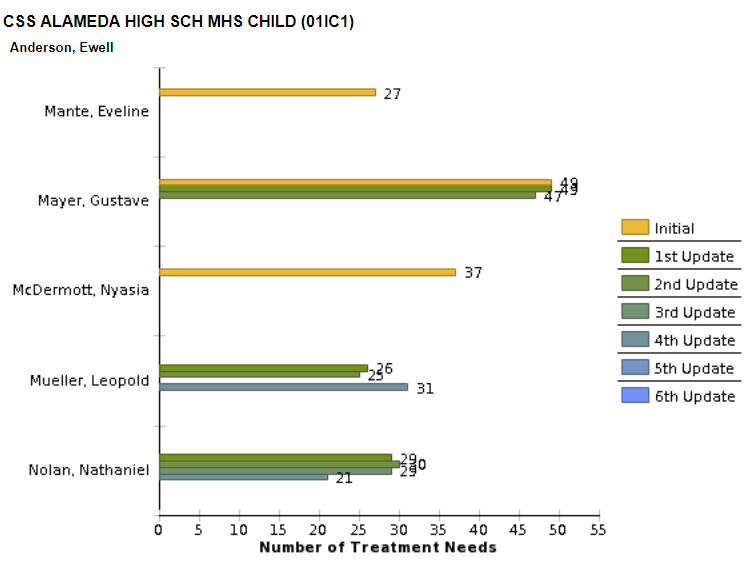 CSS ALAMEDA HIGH SCH MHS CHILD (01IC1)
Anderson, Ewell
Mante, Eveline
27
Mayer, Gustave
49
49
47
McDermott, Nyasia
37
Mueller, Leopold
26
25
31
Nolan, Nathaniel
29
30
29
21
0 5 10 15 20 25 30 35 40 45 50 55
Number of Treatment Needs
Initial
1st Update
2nd Update
3rd Update
4th Update
5th Update
6th Update